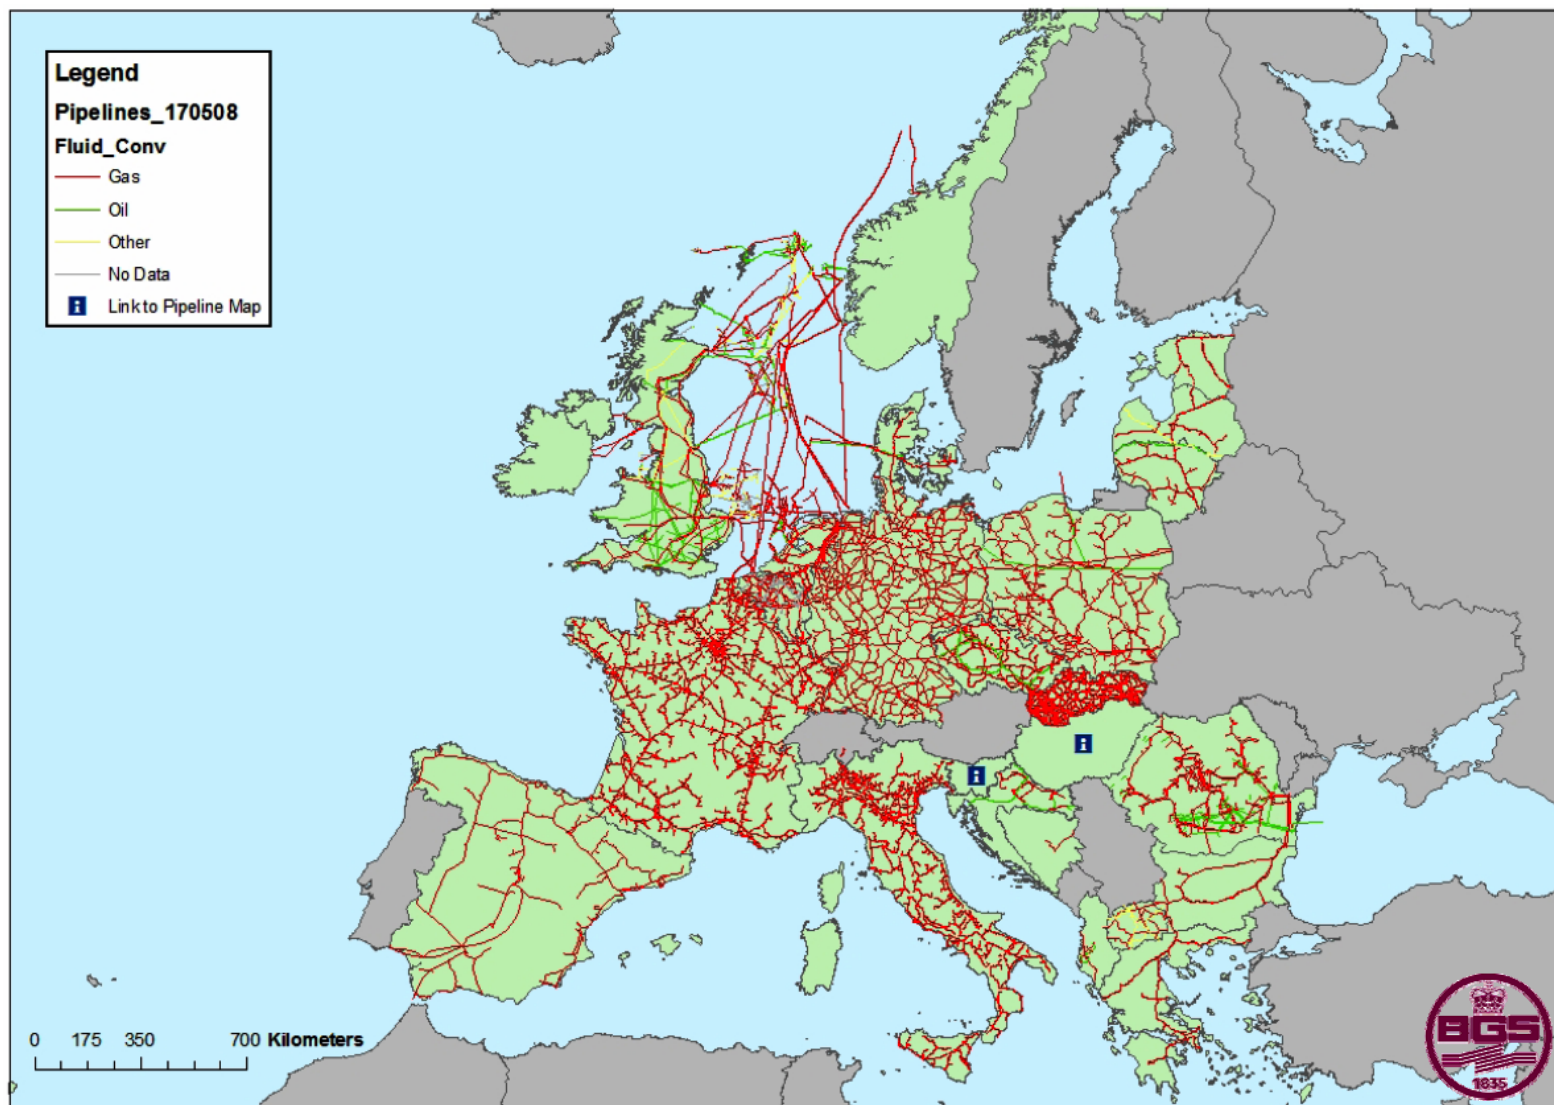 Legend
Pipelines_170508
Fluid_Conv
Gas
Oil
Other
No Data
i Link to Pipeline Map
i
i
0 175 350 700 Kilometers
BGS
1835